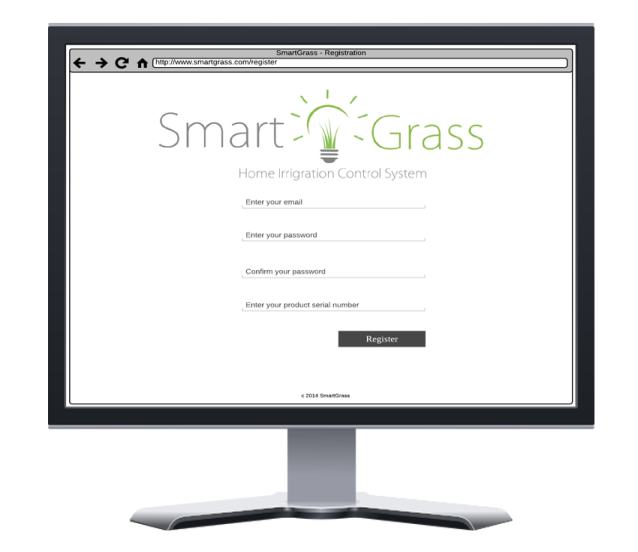 SmartGrass - Registration
http://www.smartgrass.com/register
Smart Grass
Home Irrigration Control System
Enter your email
Enter your password
Confirm your password
Enter your product serial number
Register
c 2014 SmartGrass